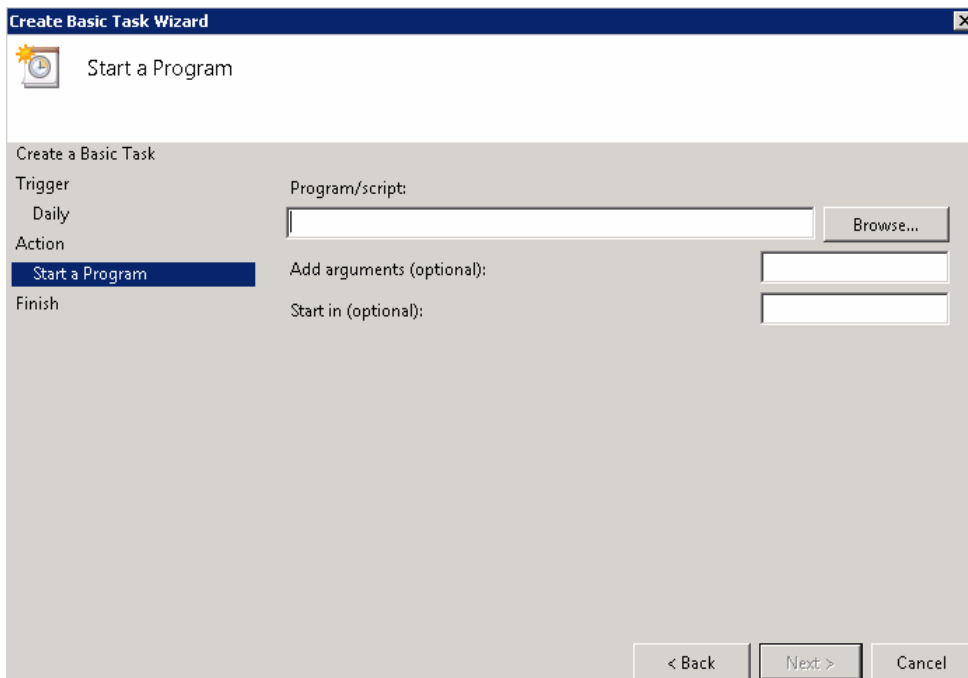 Create Basic Task Wizard
Start a Program
Create a Basic Task
Trigger
Daily
Action
Start a Program
Finish
Program/script:
Browse...
Add arguments (optional):
Start in (optional):
< Back
Next >
Cancel